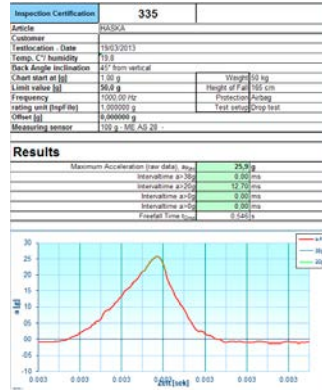 Inspection Certification 335
Article HASKA
Customer
Testlocation - Date 19/03/2013
Temp. C°/ humidity 19,8
Back Angle inclination 45° from vertical
Chart start at [g] 1,00 g Weight 50 kg
Limit value [g] 50,0 g Height of Fall 165 cm
Frequency 1000,00 Hz Protection Airbag
rating unit (InpFile) 1,000000 g Test setup Drop test
Offset [g] 0,000000 g
Measuring sensor 100 g - ME AS 28 -
Results
Maximum Acceleration (raw data), 25,9 g
Intervaltime a>38g 0,00 ms
Intervaltime a>20g 12,70 ms
Intervaltime a>0g 0,00 ms
Intervaltime a>0g 0,00 ms
Freefall Time 0,546 s
30
25
20
15
10
05
00
-05
-10
a [g]
0.003 0.003 0.003 0.003 0.003 0.003 0.003
Zeit [sek]